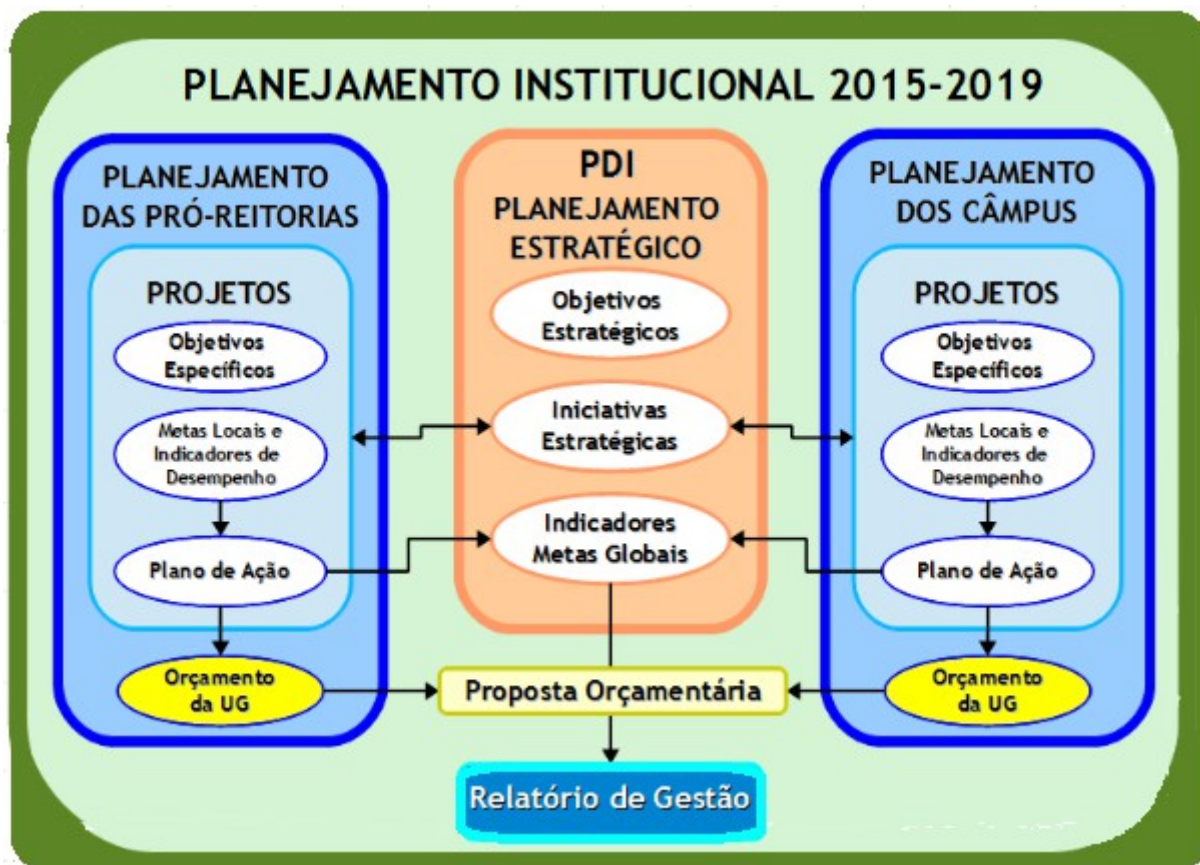 PLANEJAMENTO INSTITUCIONAL 2015-2019
PLANEJAMENTO
DAS PRÓ-REITORIAS
PROJETOS
Objetivos
Específicos
Metas Locais e
Indicadores de
Desempenho
Plano de Ação
Orçamento
da UG
PDI
PLANEJAMENTO
ESTRATÉGICO
Objetivos
Estratégicos
Iniciativas
Estratégicas
Indicadores
Metas Globais
Proposta Orçamentária
Relatório de Gestão
PLANEJAMENTO
DOS CÂMPUS
PROJETOS
Objetivos
Específicos
Metas Locais e
Indicadores de
Desempenho
Plano de Ação
Orçamento
da UG